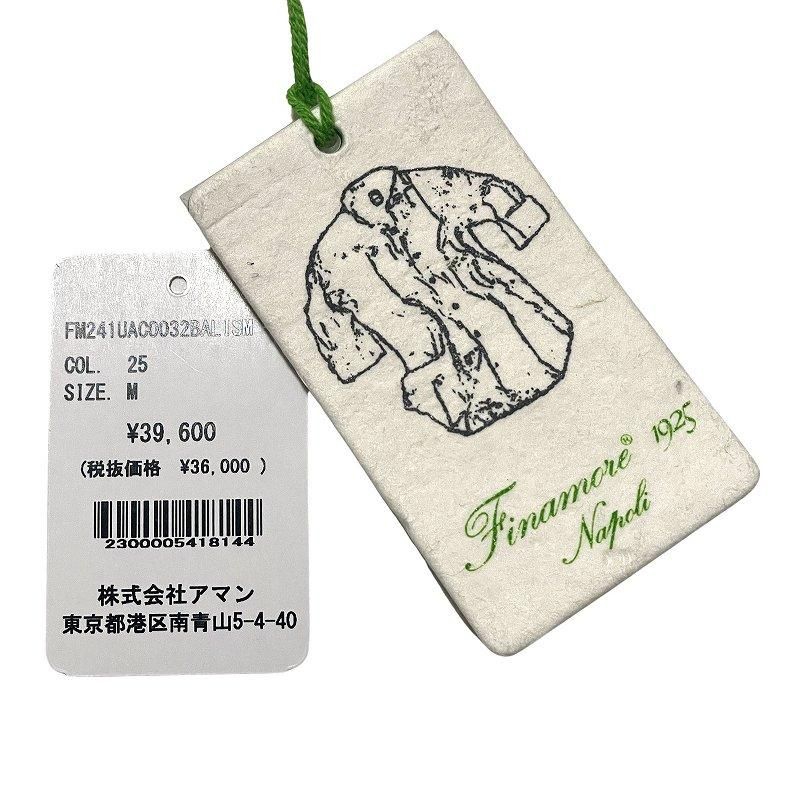 FM241UAC0032BALISM
COL. 25
SIZE. M
¥39,600
(税抜価格 ¥36,000 )
2300005418144
株式会社アマン
東京都港区南青山5-4-40
Finamore® 1925
Napoli